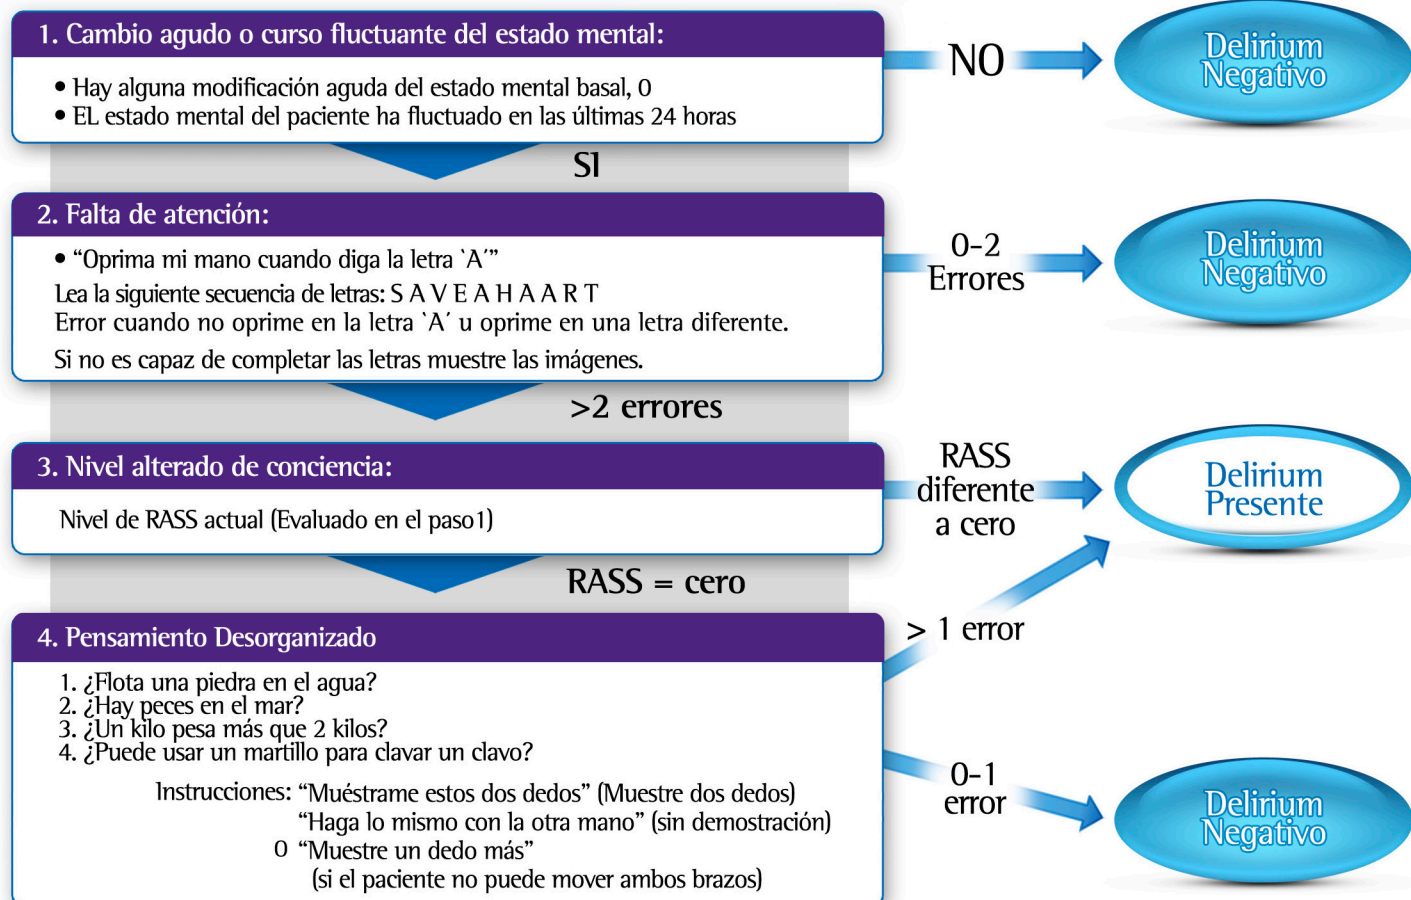 1. Cambio agudo o curso fluctuante del estado mental:
• Hay alguna modificación aguda del estado mental basal, 0
• EL estado mental del paciente ha fluctuado en las últimas 24 horas
NO
Delirium
Negativo
SI
2. Falta de atención:
• “Oprima mi mano cuando diga la letra `A´”
Lea la siguiente secuencia de letras: S A V E A H A A R T
Error cuando no oprime en la letra `A´ u oprime en una letra diferente.
Si no es capaz de completar las letras muestre las imágenes.
0-2
Errores
Delirium
Negativo
>2 errores
3. Nivel alterado de conciencia:
Nivel de RASS actual (Evaluado en el paso1)
RASS
diferente
a cero
Delirium
Presente
RASS = cero
4. Pensamiento Desorganizado
1. ¿Flota una piedra en el agua?
2. ¿Hay peces en el mar?
3. ¿Un kilo pesa más que 2 kilos?
4. ¿Puede usar un martillo para clavar un clavo?
Instrucciones: “Muéstrame estos dos dedos” (Muestre dos dedos)
“Haga lo mismo con la otra mano” (sin demostración)
0 “Muestre un dedo más”
(si el paciente no puede mover ambos brazos)
> 1 error
0-1
error
Delirium
Negativo